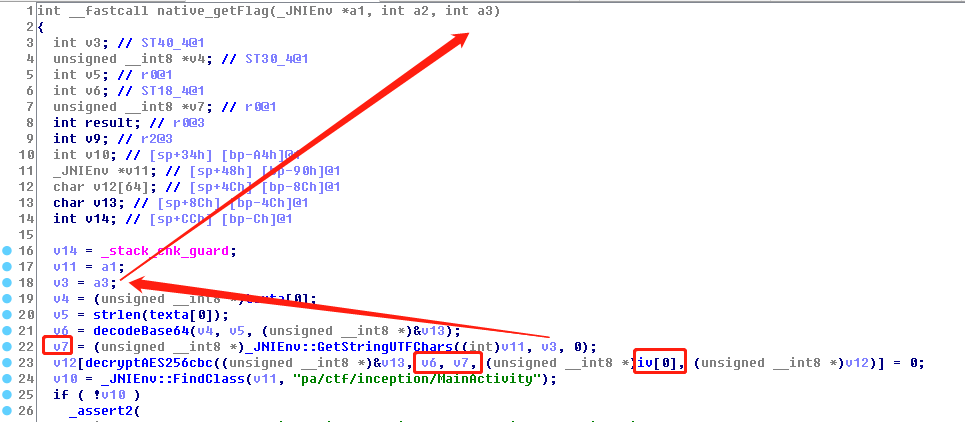 1 int __fastcall native_getFlag(_JNIEnv *a1, int a2, int a3)
2 {
3 int v3; // ST40_4@1
4 unsigned __int8 *v4; // ST30_4@1
5 int v5; // r0@1
6 int v6; // ST18_4@1
7 unsigned __int8 *v7; // r0@1
8 int result; // r0@3
9 int v9; // r2@3
10 int v10; // [sp+34h] [bp-A4h]@1
11 _JNIEnv *v11; // [sp+48h] [bp-90h]@1
12 char v12[64]; // [sp+4Ch] [bp-8Ch]@1
13 char v13; // [sp+8Ch] [bp-4Ch]@1
14 int v14; // [sp+CCh] [bp-Ch]@1
15
16 v14 = _stack_chk_guard;
17 v11 = a1;
18 v3 = a3;
19 v4 = (unsigned __int8 *)texta[0];
20 v5 = strlen(texta[0]);
21 v6 = decodeBase64(v4, v5, (unsigned __int8 *)&v13);
22 v7 = (unsigned __int8 *)_JNIEnv::GetStringUTFChars((int)v11, v3, 0);
23 v12[decryptAES256cbc((unsigned __int8 *)&v13, v6, v7, (unsigned __int8 *)iv[0], (unsigned __int8 *)v12)] = 0;
24 v10 = _JNIEnv::FindClass(v11, "pa/ctf/inception/MainActivity");
25 if ( !v10 )
26 _assert2(